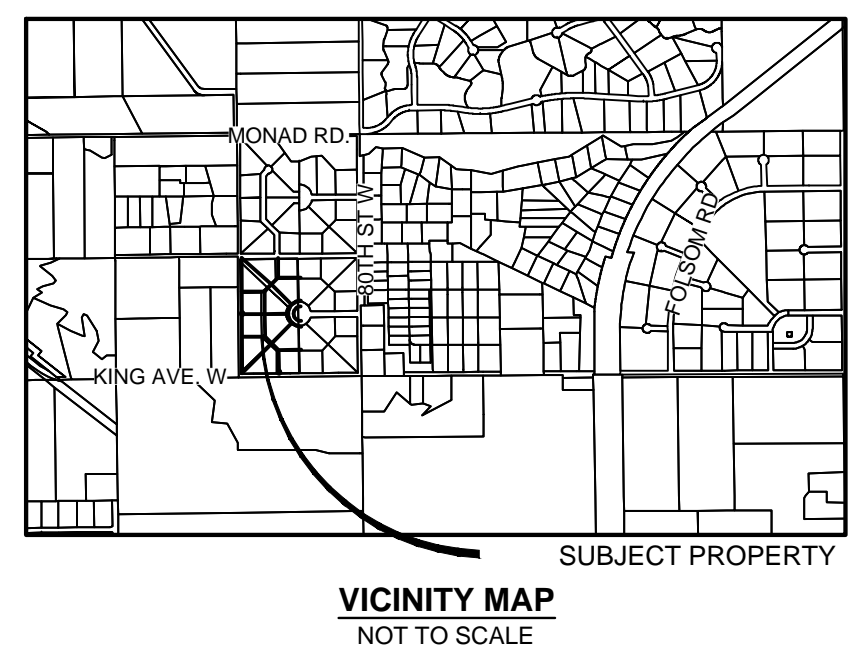 MONAD RD.
80TH ST W
FOLSOM RD
KING AVE. W
SUBJECT PROPERTY
VICINITY MAP
NOT TO SCALE